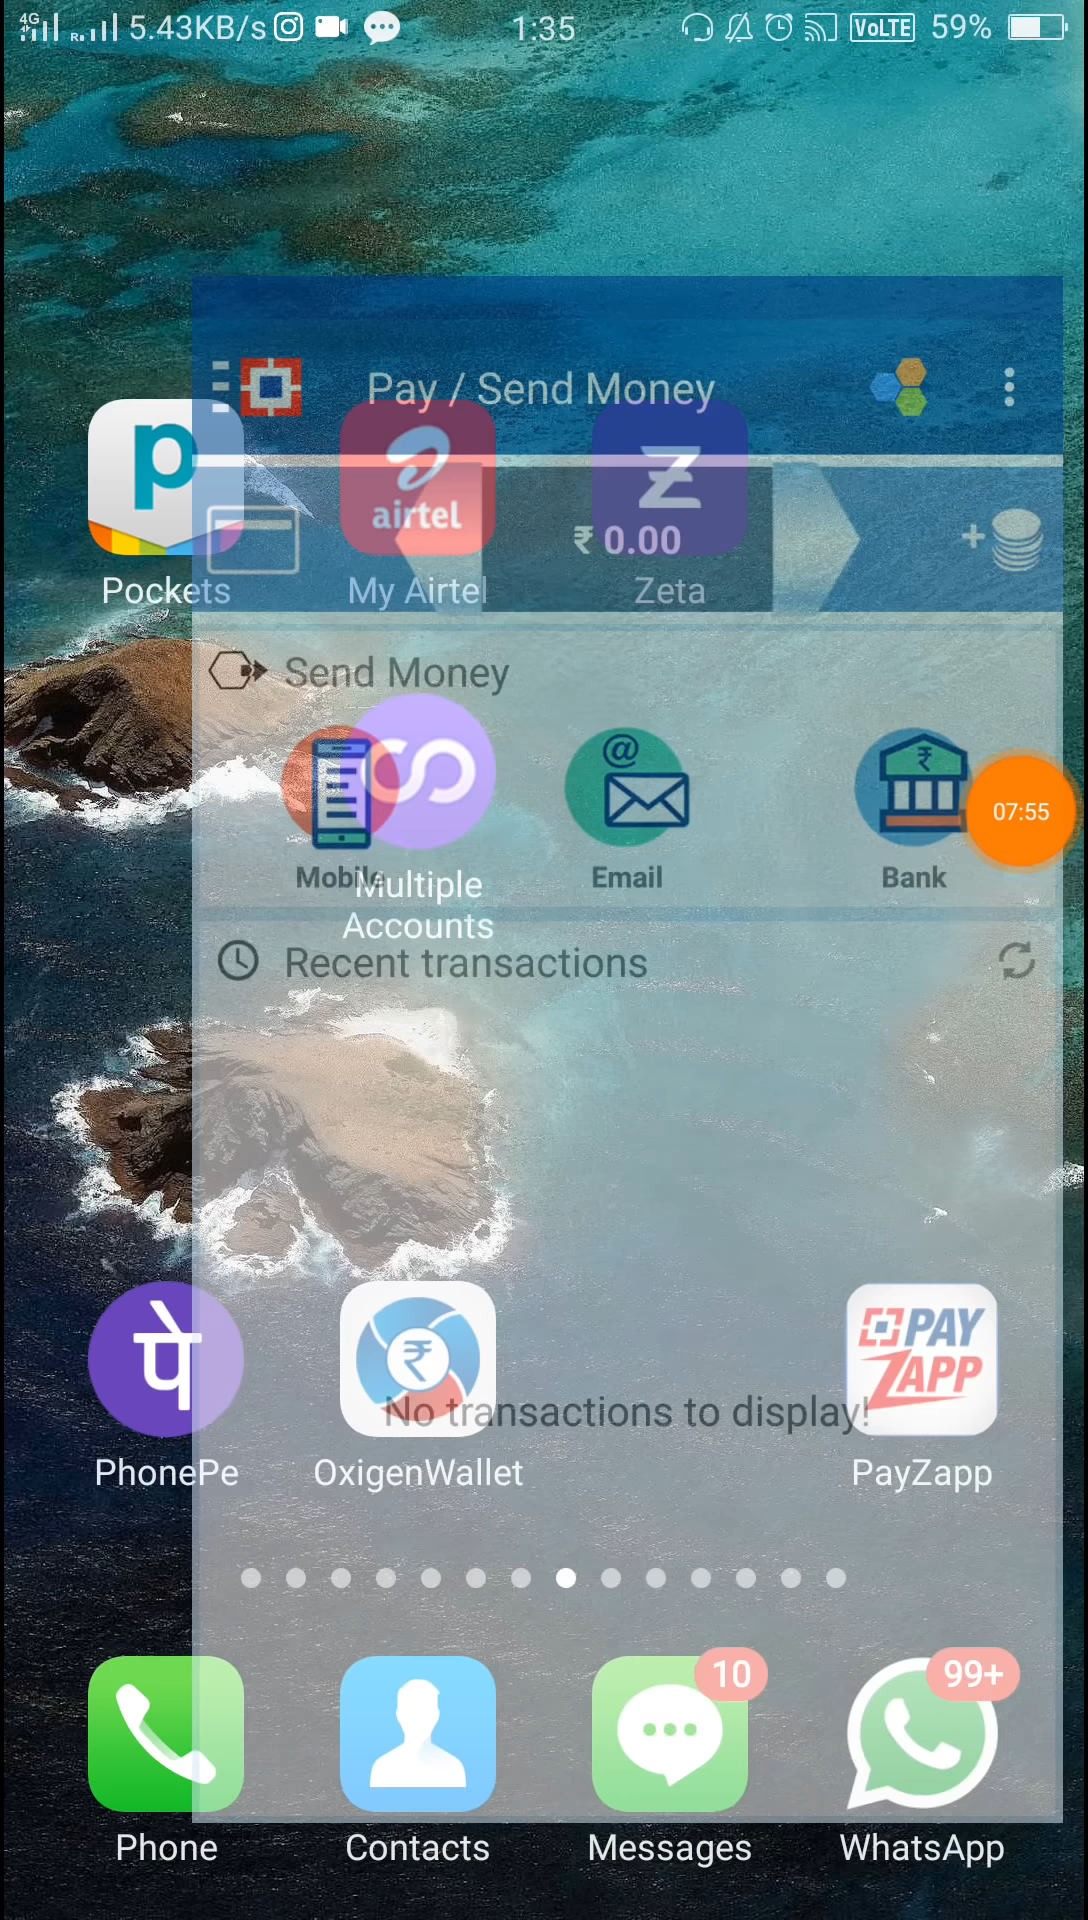 4G
R
5.43KB/s
1:35
VoLTE
59%
Pay / Send Money
p
airtel
Z
₹ 0.00
+
Pockets
My Airtel
Zeta
Send Money
@
₹
07:55
Mobile
Email
Bank
Multiple
Accounts
Recent transactions
पे
₹
PAY
ZAPP
No transactions to display!
PhonePe
OxigenWallet
PayZapp
10
99+
Phone
Contacts
Messages
WhatsApp